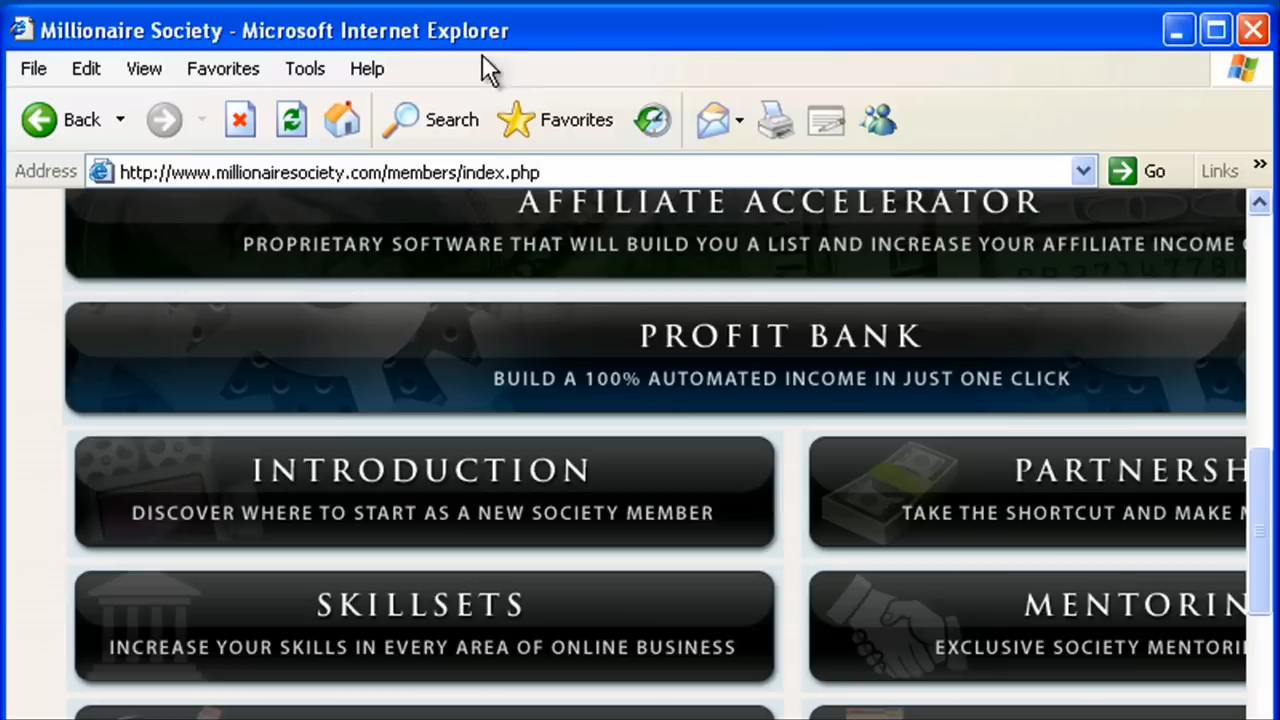 Millionaire Society - Microsoft Internet Explorer
File Edit View Favorites Tools Help
Back Search Favorites
Address http://www.millionairesociety.com/members/index.php Go Links »
AFFILIATE ACCELERATOR
PROPRIETARY SOFTWARE THAT WILL BUILD YOU A LIST AND INCREASE YOUR AFFILIATE INCOME
PROFIT BANK
BUILD A 100% AUTOMATED INCOME IN JUST ONE CLICK
INTRODUCTION
DISCOVER WHERE TO START AS A NEW SOCIETY MEMBER
PARTNERSH
TAKE THE SHORTCUT AND MAKE
SKILLSETS
INCREASE YOUR SKILLS IN EVERY AREA OF ONLINE BUSINESS
MENTORIN
EXCLUSIVE SOCIETY MENTORI